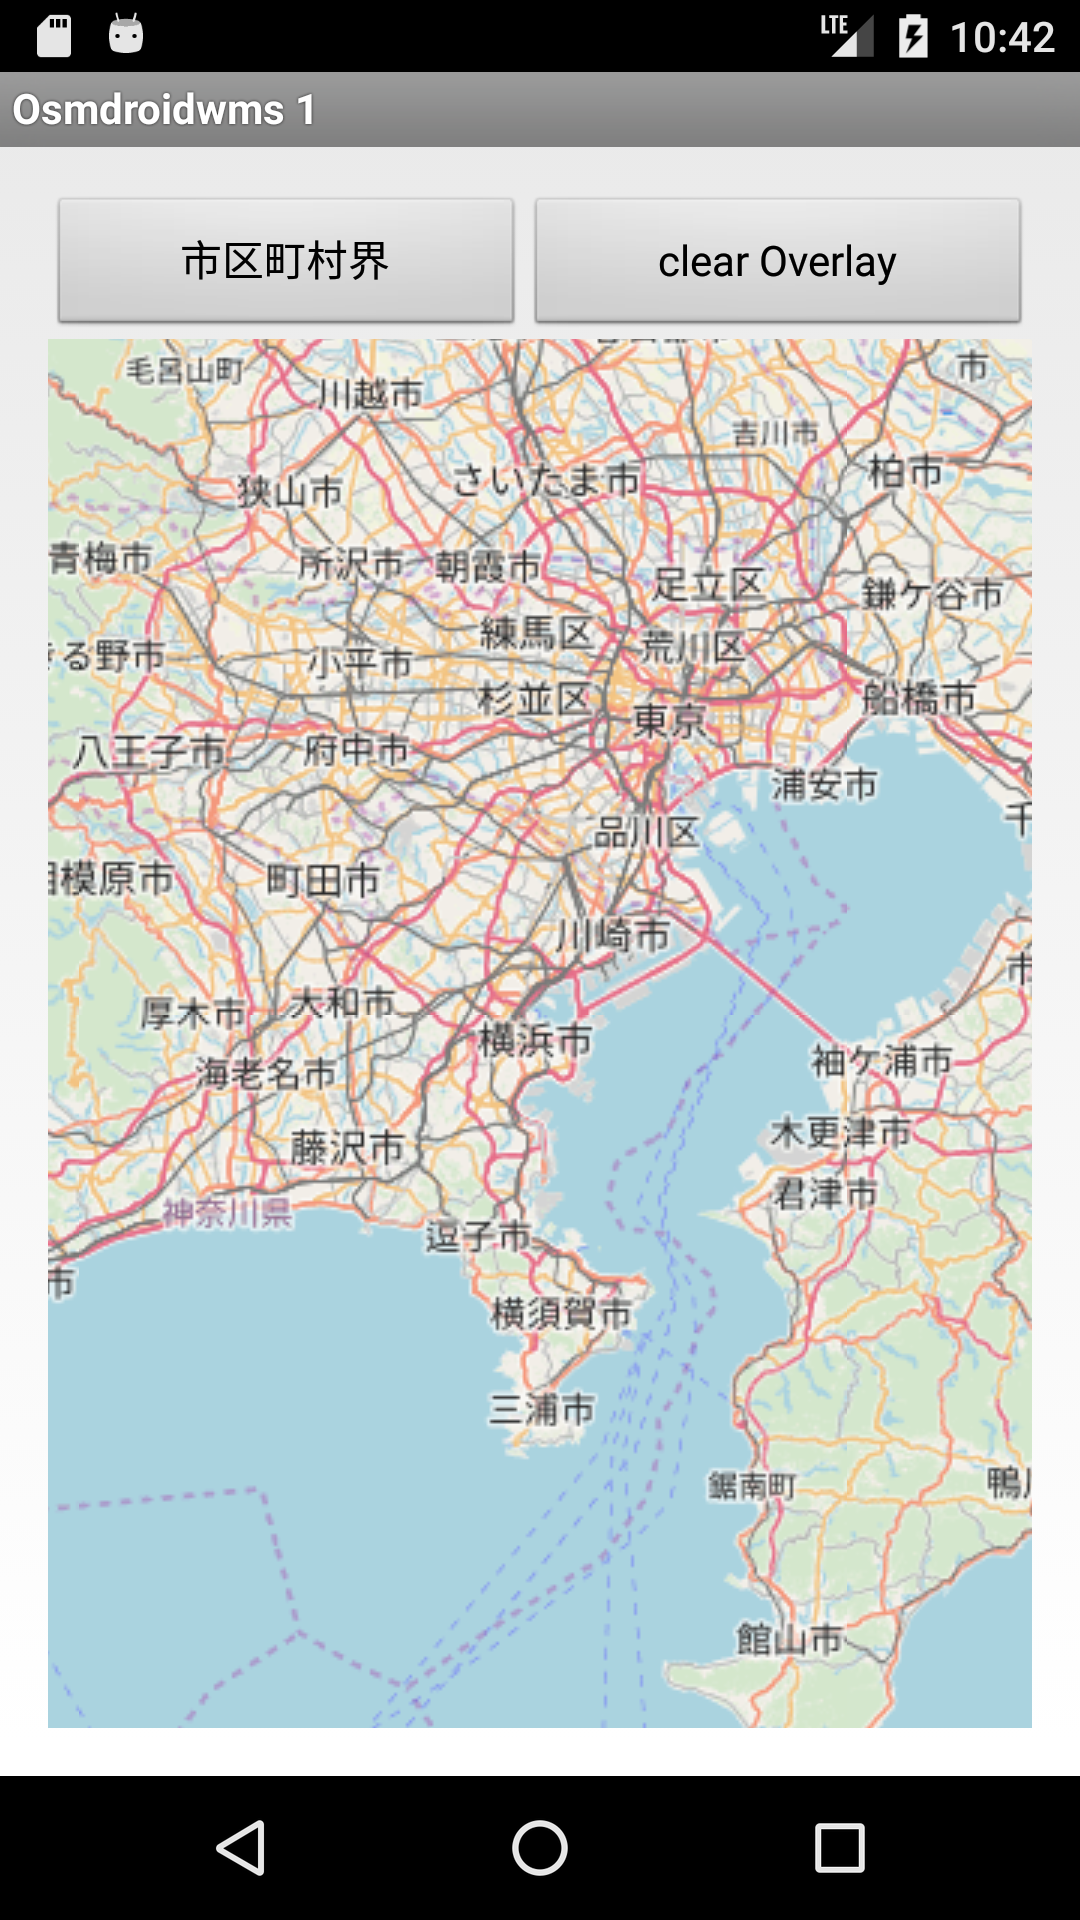 LTE 10:42
Osmdroidwms 1
市区町村界
clear Overlay
毛呂山町
市
川越市
吉川市
柏市
さいたま市
狭山市
青梅市
所沢市
朝霞市
足立区
鎌ケ谷市
練馬区
荒川区
る野市
小平市
杉並区
船橋市
東京
八王子市
府中市
浦安市
千
品川区
模原市
町田市
川崎市
市
厚木市
大和市
横浜市
袖ケ浦市
海老名市
木更津市
藤沢市
君津市
神奈川県
逗子市
市
横須賀市
三浦市
鋸南町
鴨川
館山市